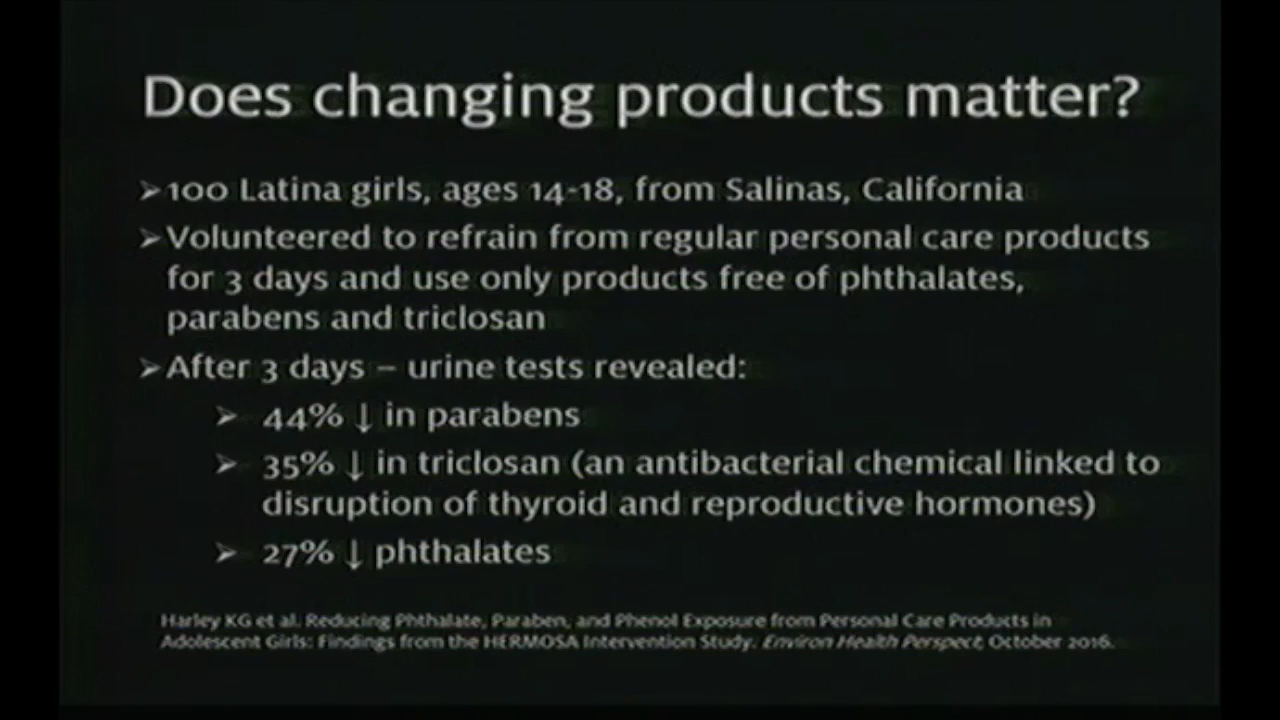 Does changing products matter?
➢100 Latina girls, ages 14-18, from Salinas, California
➢Volunteered to refrain from regular personal care products
for 3 days and use only products free of phthalates,
parabens and triclosan
➢After 3 days – urine tests revealed:
➢ 44% ↓ in parabens
➢ 35% ↓ in triclosan (an antibacterial chemical linked to
disruption of thyroid and reproductive hormones)
➢ 27% ↓ phthalates
Harley KG et al. Reducing Phthalate, Paraben, and Phenol Exposure from Personal Care Products in
Adolescent Girls: Findings from the HERMOSA Intervention Study. Environ Health Perspect, October 2016.